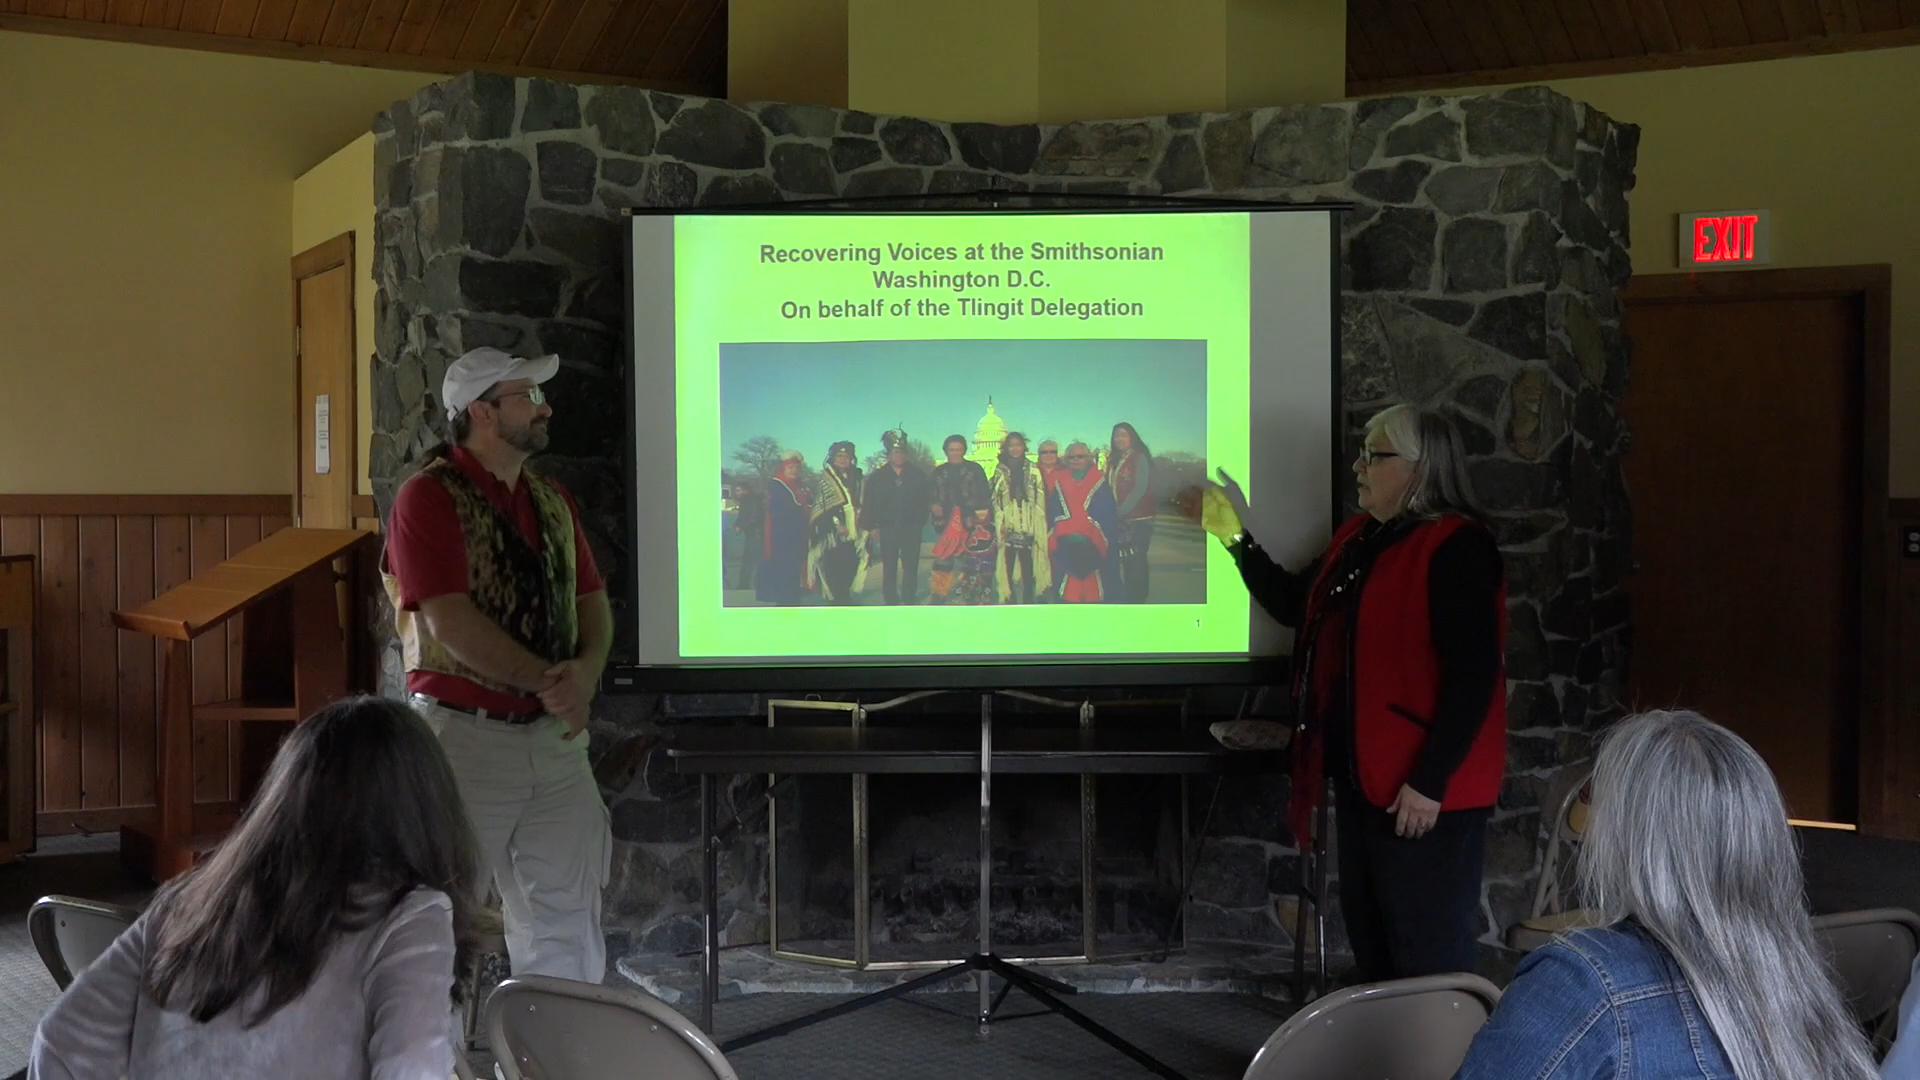 Recovering Voices at the Smithsonian
Washington D.C.
On behalf of the Tlingit Delegation
1
EXIT